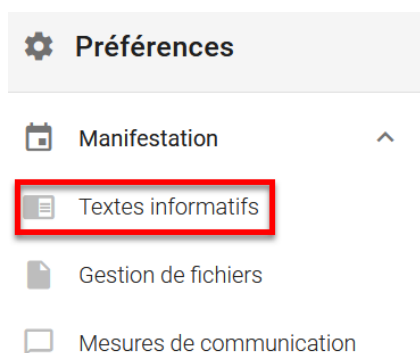 Préférences
Manifestation
Textes informatifs
Gestion de fichiers
Mesures de communication